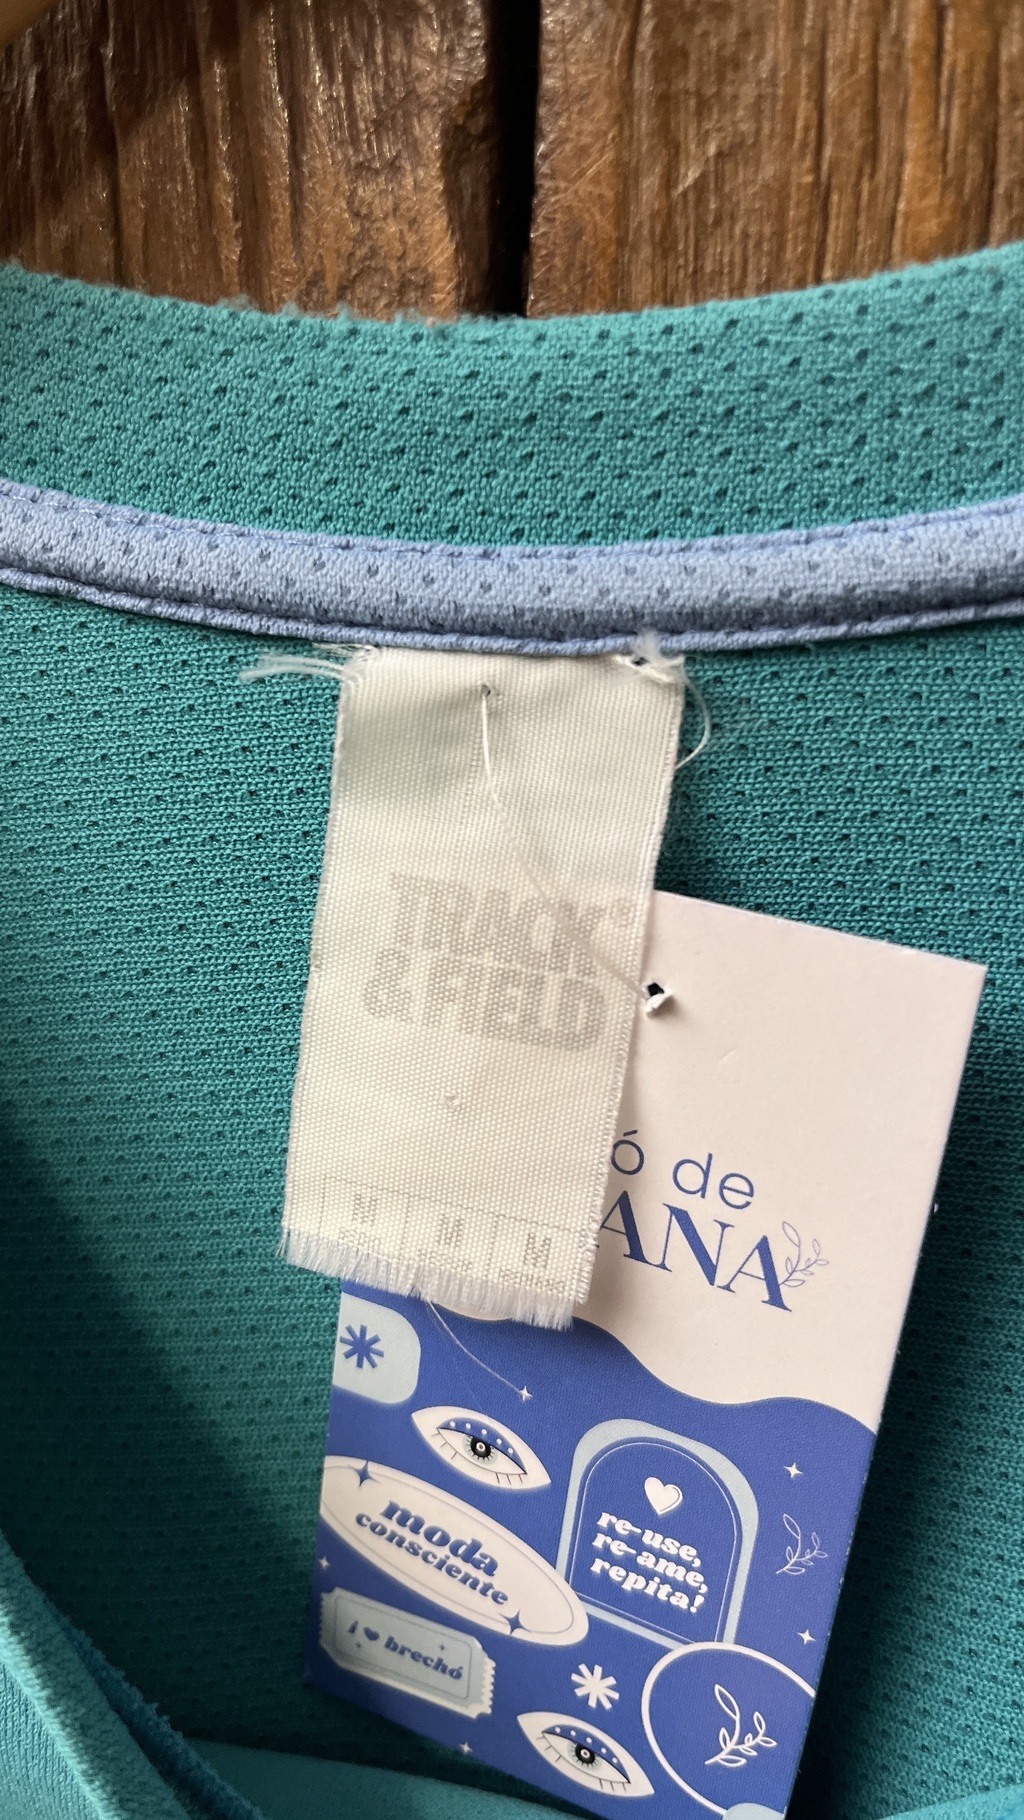 TRACK®
& FIELD
M M M
ó de
ANA
re-use,
re-ame,
repita!
moda
consciente
i ♥ brechó